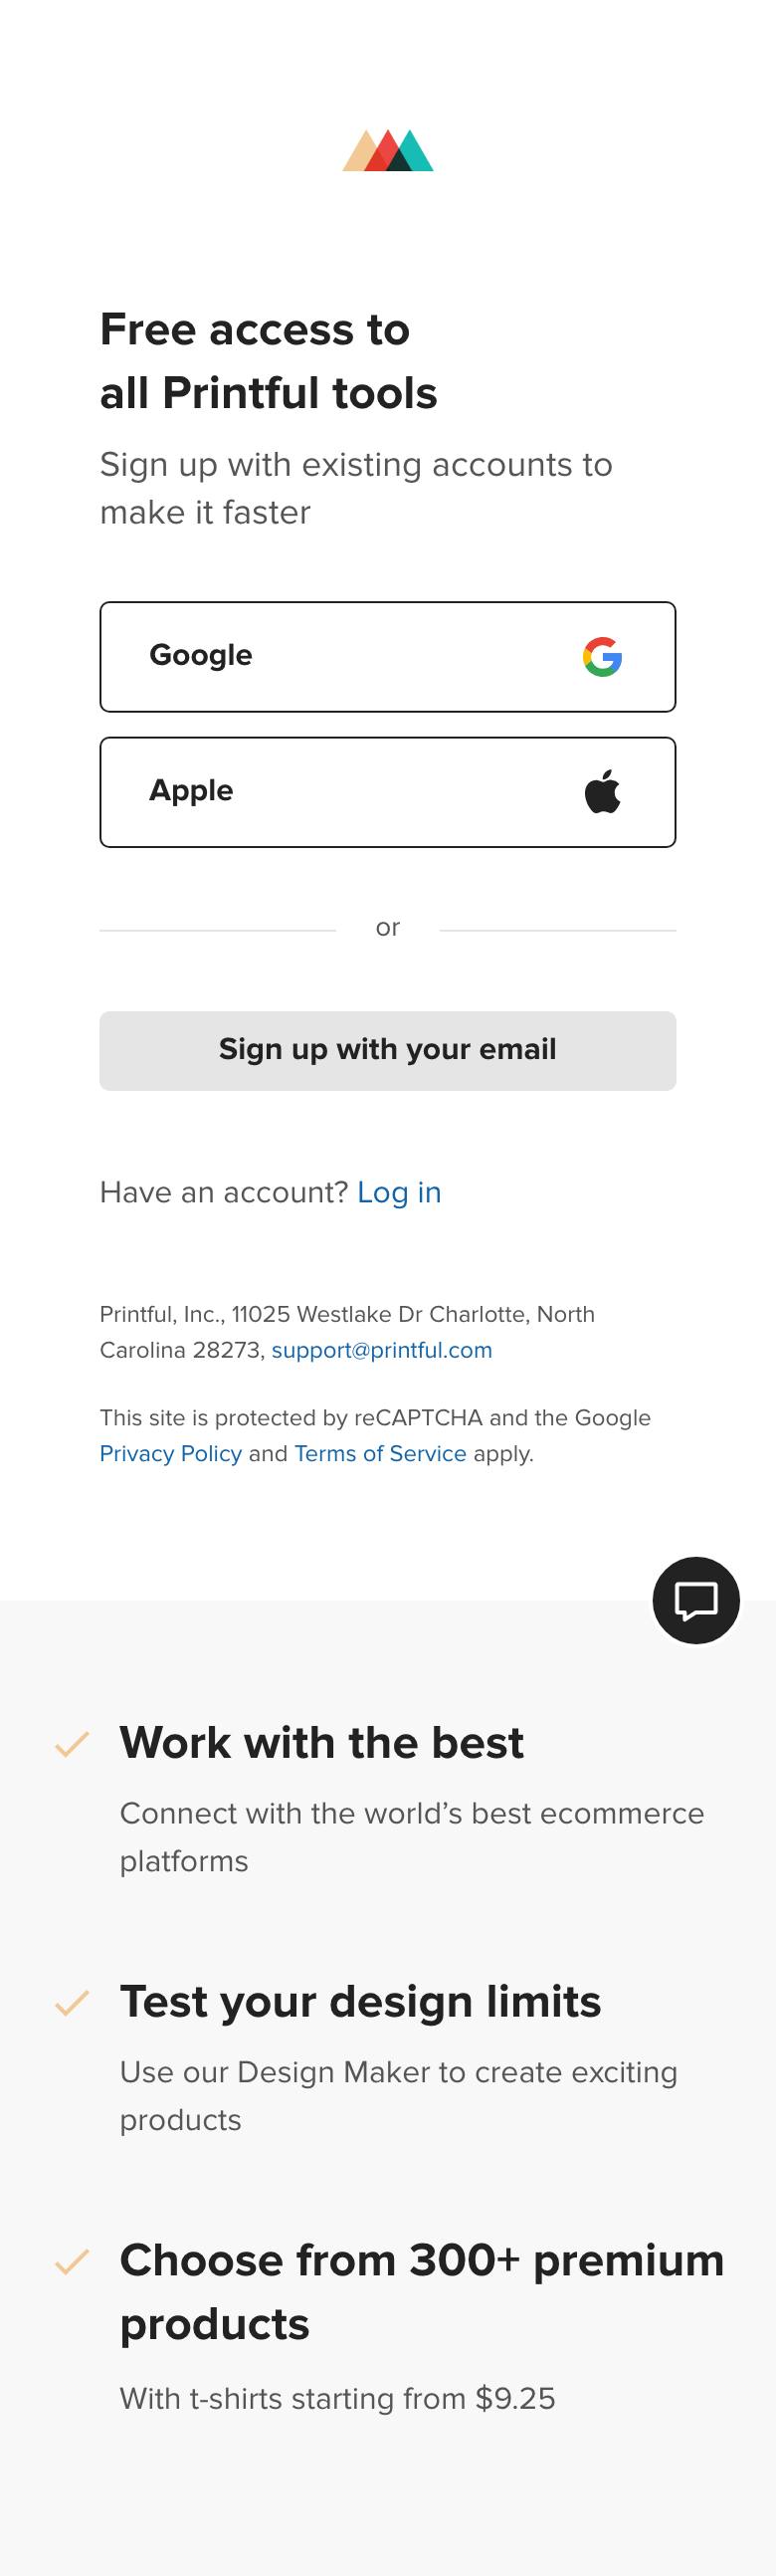 Free access to
all Printful tools
Sign up with existing accounts to
make it faster
Google
Apple
or
Sign up with your email
Have an account? Log in
Printful, Inc., 11025 Westlake Dr Charlotte, North
Carolina 28273, support@printful.com
This site is protected by reCAPTCHA and the Google
Privacy Policy and Terms of Service apply.
Work with the best
Connect with the world’s best ecommerce
platforms
Test your design limits
Use our Design Maker to create exciting
products
Choose from 300+ premium
products
With t-shirts starting from $9.25